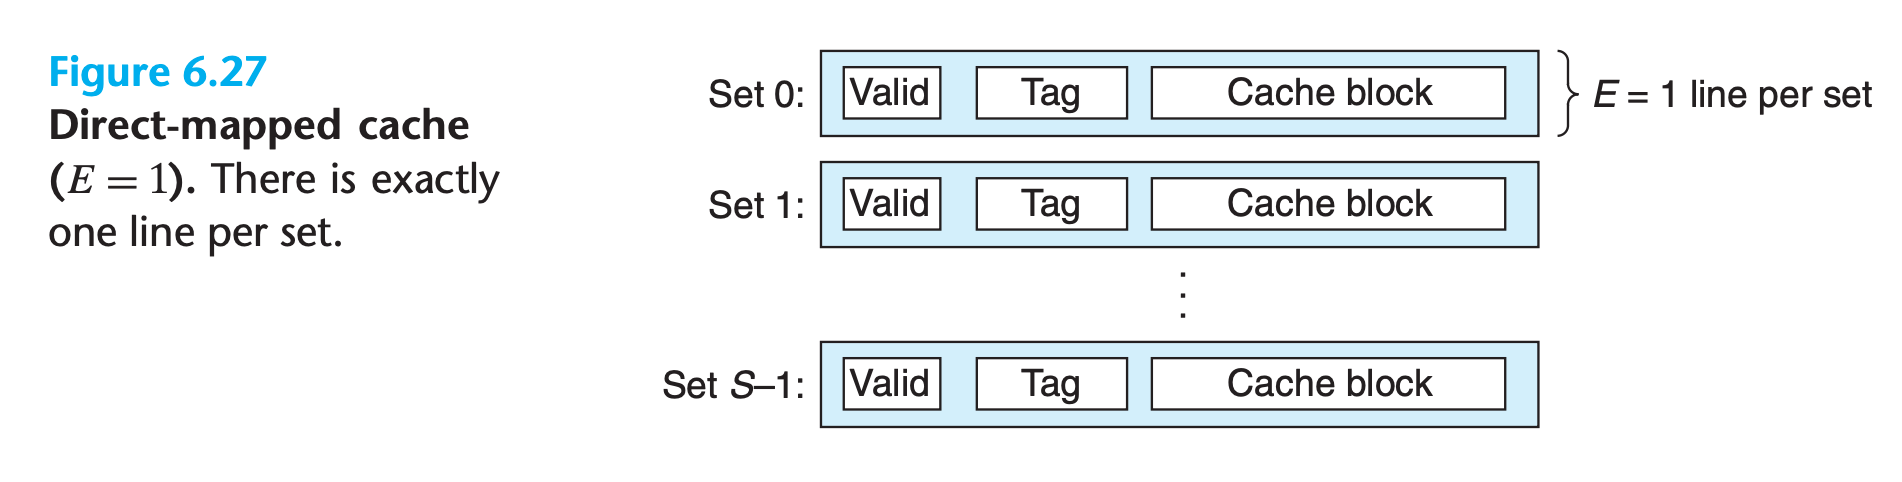 Figure 6.27
Direct-mapped cache
(E = 1). There is exactly
one line per set.
Set 0: Valid Tag Cache block E = 1 line per set
Set 1: Valid Tag Cache block
Set S–1: Valid Tag Cache block